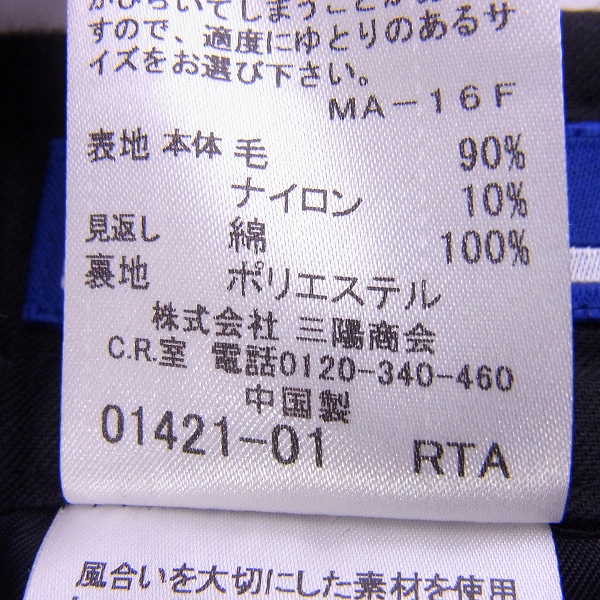 がひらいてしまうことがあ
すので、適度にゆとりのあるサ
イズをお選び下さい。
MA-16F
表地 本体 毛 90%
ナイロン 10%
見返し 綿 100%
裏地 ポリエステル
株式会社 三陽商会
C.R.室 電話0120-340-460
中国製
01421-01 RTA
風合いを大切にした素材を使用